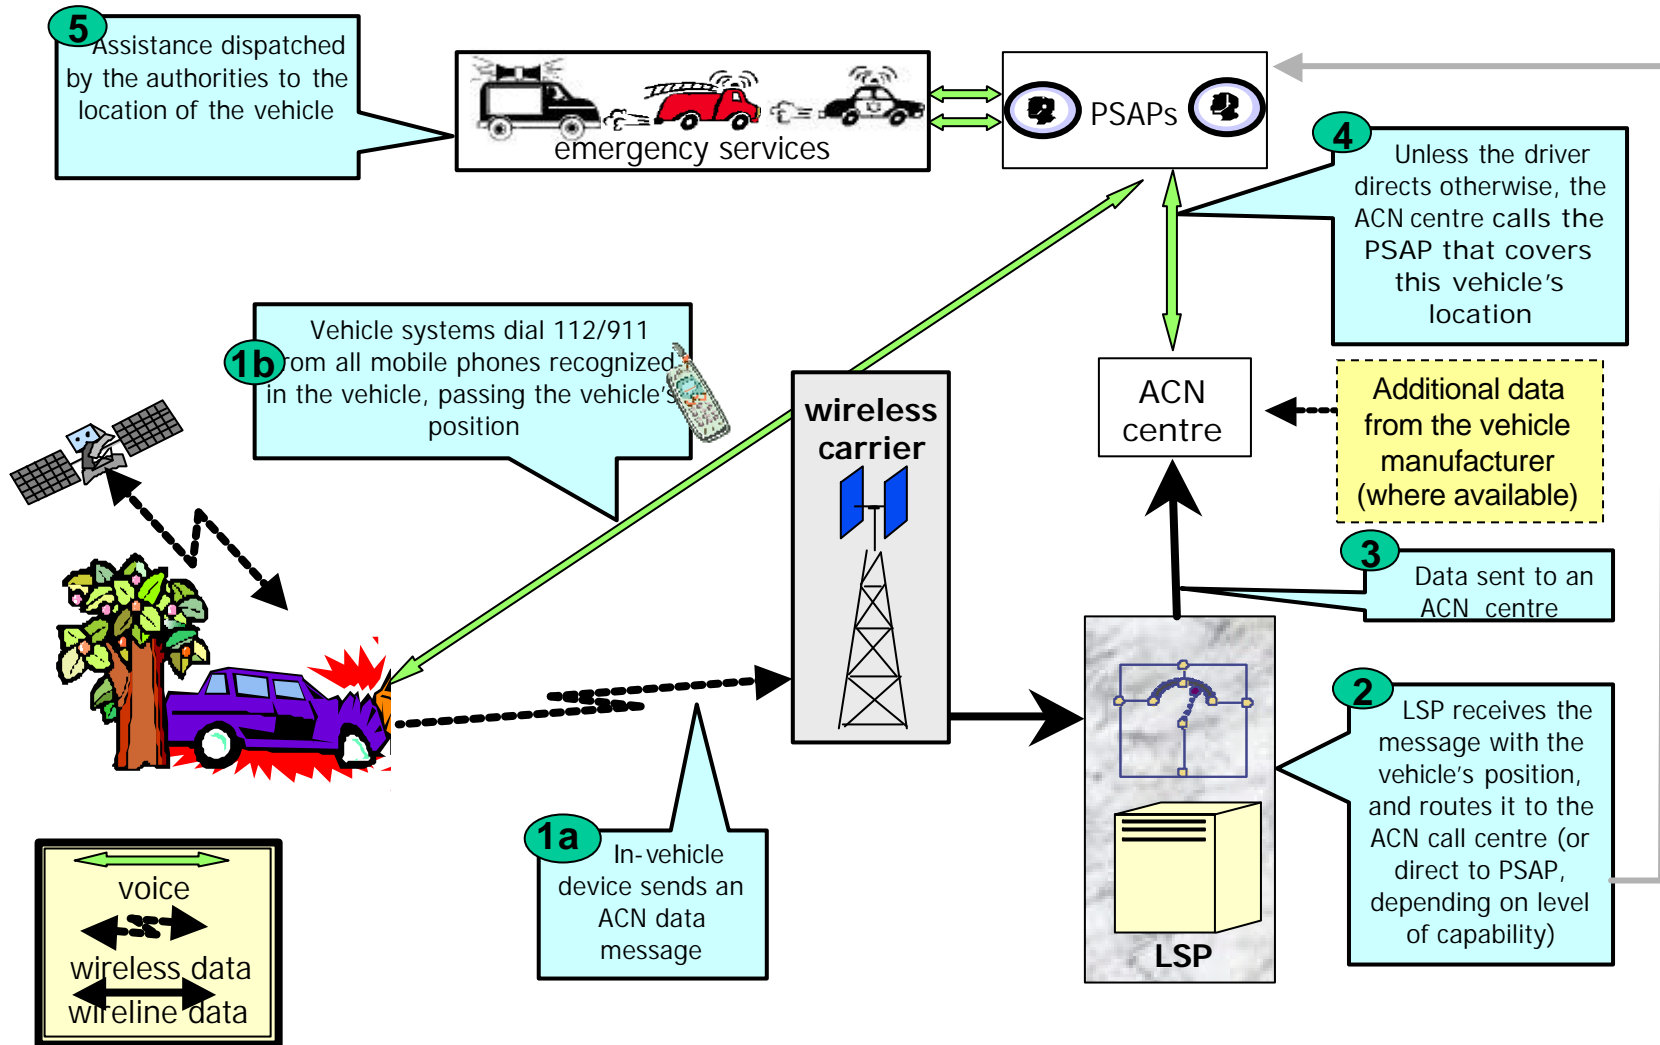 5
Assistance dispatched
by the authorities to the
location of the vehicle
emergency services
PSAPs
4
Unless the driver
directs otherwise, the
ACN centre calls the
PSAP that covers
this vehicle's
location
1b
Vehicle systems dial 112/911
from all mobile phones recognized
in the vehicle, passing the vehicle's
position
wireless
carrier
ACN
centre
Additional data
from the vehicle
manufacturer
(where available)
3
Data sent to an
ACN centre
2
LSP receives the
message with the
vehicle's position,
and routes it to the
ACN call centre (or
direct to PSAP,
depending on level
of capability)
LSP
1a
In-vehicle
device sends an
ACN data
message
voice
wireless data
wireline data